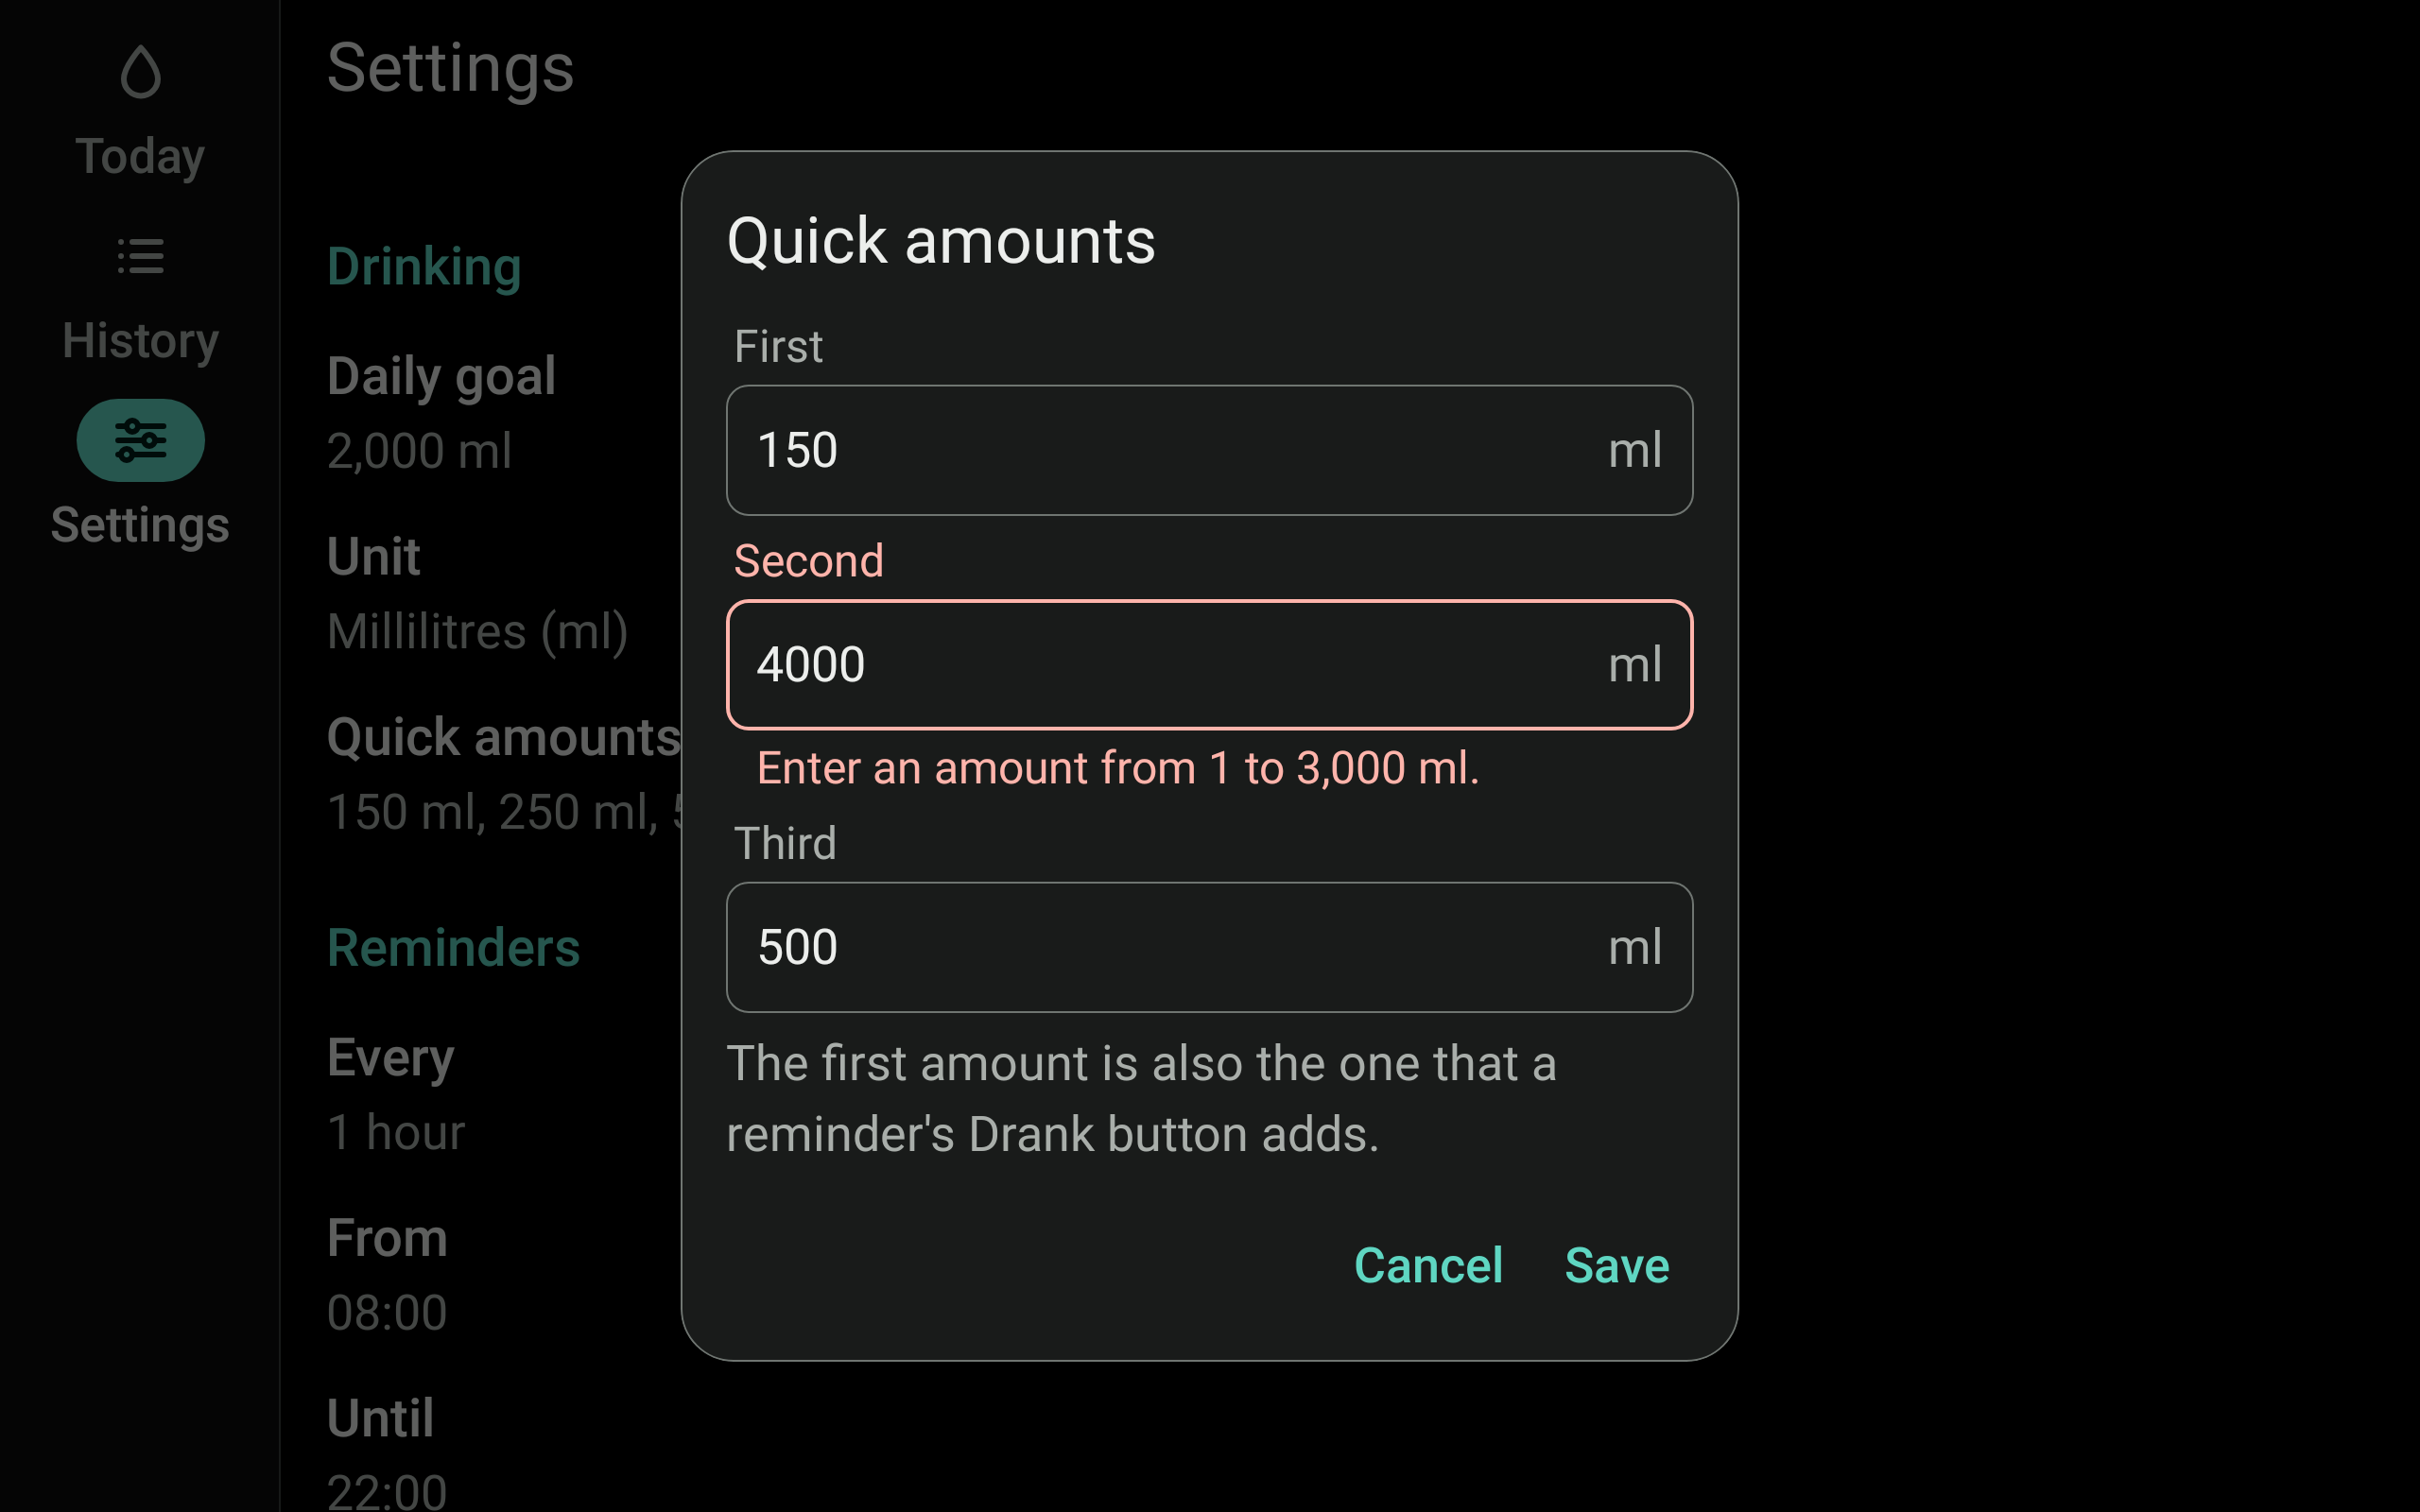 Today
History
Settings
Settings
Drinking
Daily goal
2,000 ml
Unit
Millilitres (ml)
Quick amounts
150 ml, 250 ml,
Reminders
Every
1 hour
From
08:00
Until
22:00
Quick amounts
First
150 ml
Second
4000 ml
Enter an amount from 1 to 3,000 ml.
Third
500 ml
The first amount is also the one that a
reminder's Drank button adds.
Cancel Save